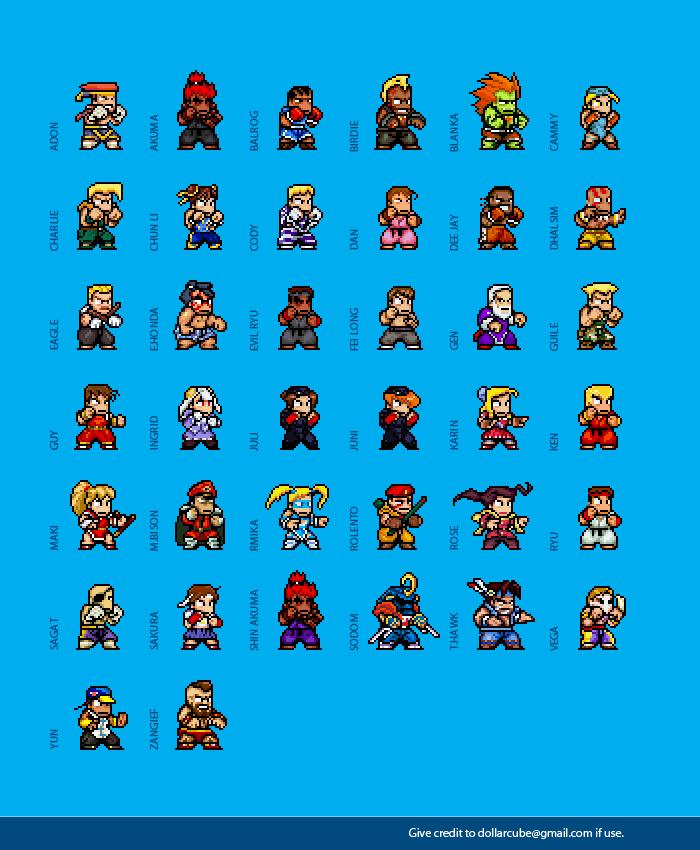 ADON
AKUMA
BALROG
BIRDIE
BLANKA
CAMMY
CHARLIE
CHUN LI
CODY
DAN
DEE JAY
DHALSIM
EAGLE
E.HONDA
EVIL RYU
FEI LONG
GEN
GUILE
GUY
INGRID
JULI
JUNI
KARIN
KEN
MAKI
M.BISON
RMIKA
ROLENTO
ROSE
RYU
SAGAT
SAKURA
SHIN AKUMA
SODOM
T.HAWK
VEGA
YUN
ZANGIEF
Give credit to dollarcube@gmail.com if use.